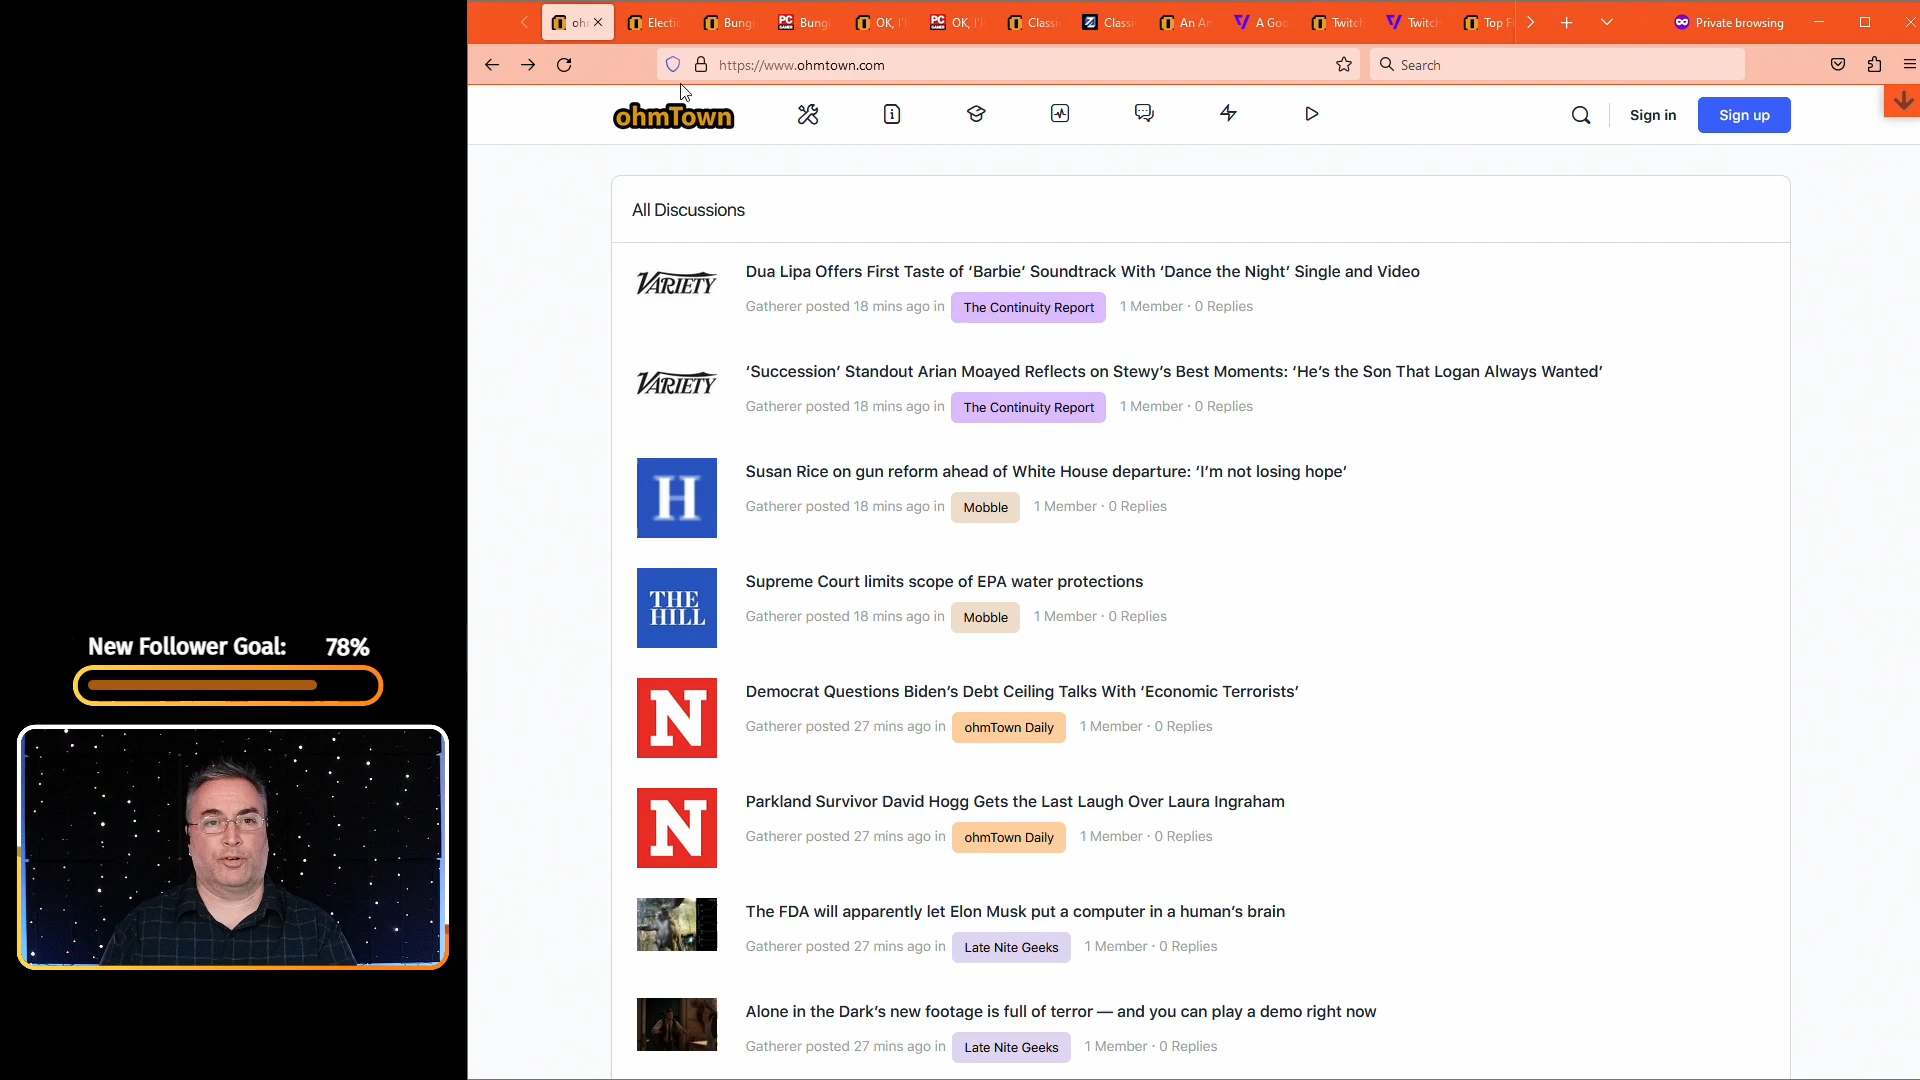 oh
Electi
Bungi
Bungi
OK, I'l
OK, I'l
Classi
Classi
An Ar
A Goo
Twitch
Twitch
Top F
Private browsing
https://www.ohmtown.com
Search
ohmTown
Sign in
Sign up
All Discussions
VARIETY
Dua Lipa Offers First Taste of ‘Barbie’ Soundtrack With ‘Dance the Night’ Single and Video
Gatherer posted 18 mins ago in The Continuity Report 1 Member · 0 Replies
VARIETY
‘Succession’ Standout Arian Moayed Reflects on Stewy’s Best Moments: ‘He’s the Son That Logan Always Wanted’
Gatherer posted 18 mins ago in The Continuity Report 1 Member · 0 Replies
H
Susan Rice on gun reform ahead of White House departure: ‘I’m not losing hope’
Gatherer posted 18 mins ago in Mobble 1 Member · 0 Replies
THE
HILL
Supreme Court limits scope of EPA water protections
Gatherer posted 18 mins ago in Mobble 1 Member · 0 Replies
N
Democrat Questions Biden’s Debt Ceiling Talks With ‘Economic Terrorists’
Gatherer posted 27 mins ago in ohmTown Daily 1 Member · 0 Replies
N
Parkland Survivor David Hogg Gets the Last Laugh Over Laura Ingraham
Gatherer posted 27 mins ago in ohmTown Daily 1 Member · 0 Replies
The FDA will apparently let Elon Musk put a computer in a human’s brain
Gatherer posted 27 mins ago in Late Nite Geeks 1 Member · 0 Replies
Alone in the Dark’s new footage is full of terror — and you can play a demo right now
Gatherer posted 27 mins ago in Late Nite Geeks 1 Member · 0 Replies
New Follower Goal: 78%